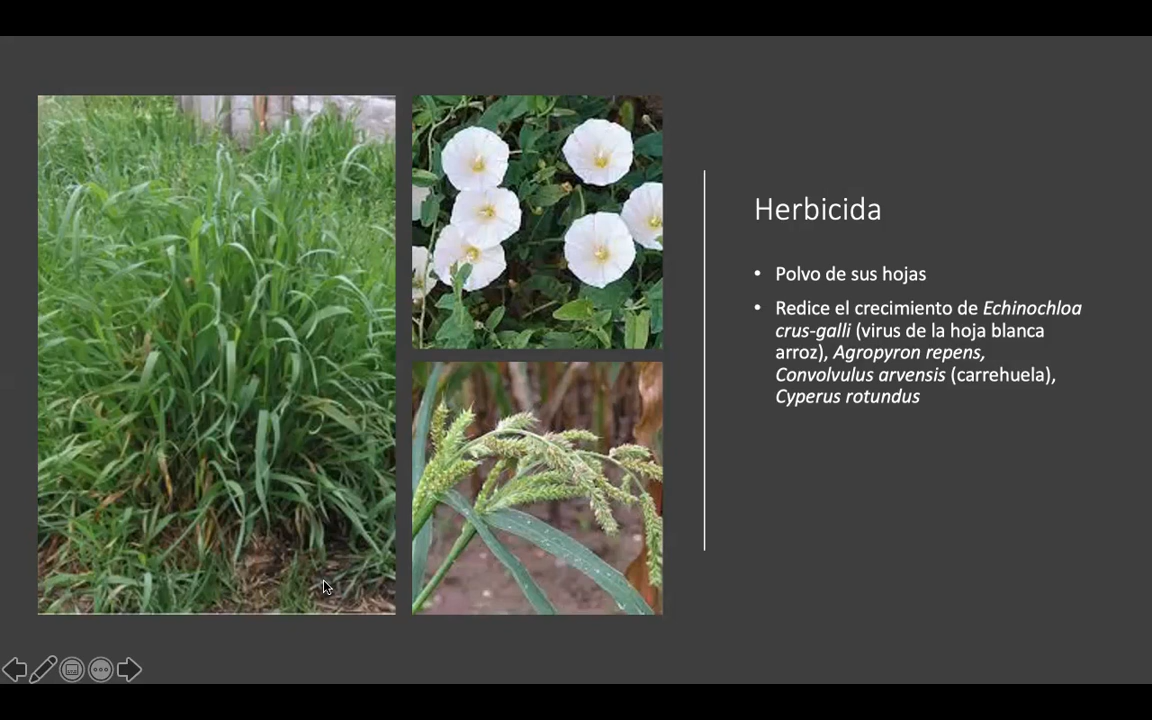 Herbicida
• Polvo de sus hojas
• Redice el crecimiento de Echinochloa
crus-galli (virus de la hoja blanca
arroz), Agropyron repens,
Convolvulus arvensis (carrehuela),
Cyperus rotundus